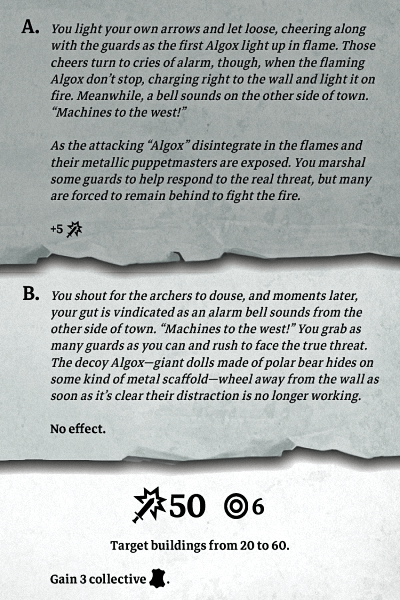 A. You light your own arrows and let loose, cheering along
with the guards as the first Algox light up in flame. Those
cheers turn to cries of alarm, though, when the flaming
Algox don't stop, charging right to the wall and light it on
fire. Meanwhile, a bell sounds on the other side of town.
“Machines to the west!”
As the attacking “Algox” disintegrate in the flames and
their metallic puppetmasters are exposed. You marshal
some guards to help respond to the real threat, but many
are forced to remain behind to fight the fire.
+5
B. You shout for the archers to douse, and moments later,
your gut is vindicated as an alarm bell sounds from the
other side of town. “Machines to the west!” You grab as
many guards as you can and rush to face the true threat.
The decoy Algox—giant dolls made of polar bear hides on
some kind of metal scaffold—wheel away from the wall as
soon as it's clear their distraction is no longer working.
No effect.
50 6
Target buildings from 20 to 60.
Gain 3 collective .